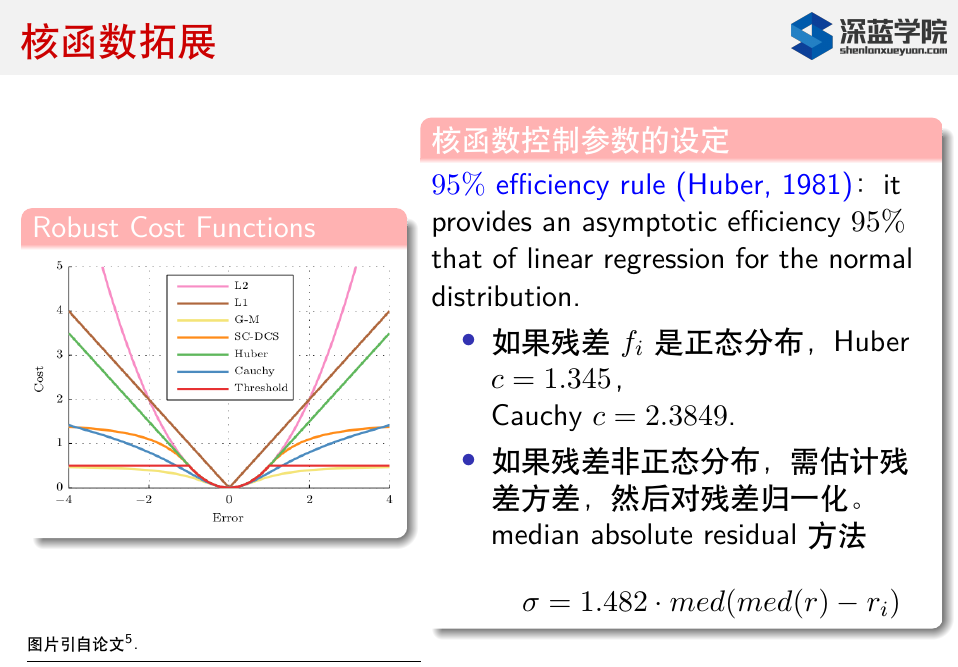 核函数拓展
深蓝学院
shenlanxueyuan.com
Robust Cost Functions
5
4
3
2
1
0
Cost
L2
L1
G-M
SC-DCS
Huber
Cauchy
Threshold
−4 −2 0 2 4
Error
核函数控制参数的设定
95% efficiency rule (Huber, 1981)：it
provides an asymptotic efficiency 95%
that of linear regression for the normal
distribution.
• 如果残差 fᵢ 是正态分布，Huber
c = 1.345，
Cauchy c = 2.3849.
• 如果残差非正态分布，需估计残
差方差，然后对残差归一化。
median absolute residual 方法
σ = 1.482 · med(med(r) − rᵢ)
图片引自论文⁵.